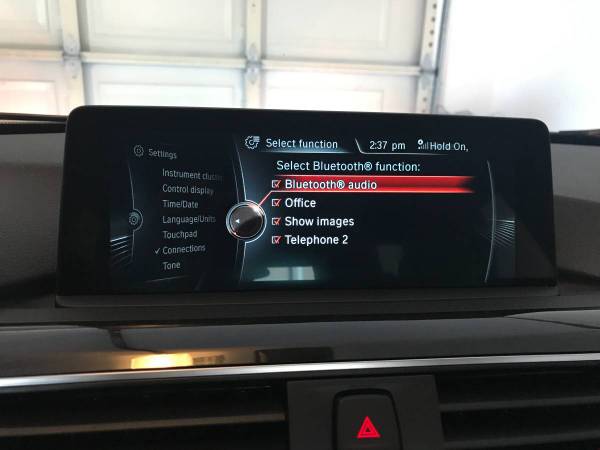 Select function
2:37 pm
Hold On,
Settings
Instrument cluste
Control display
Time/Date
Language/Units
Touchpad
Connections
Tone
Select Bluetooth® function:
Bluetooth® audio
Office
Show images
Telephone 2